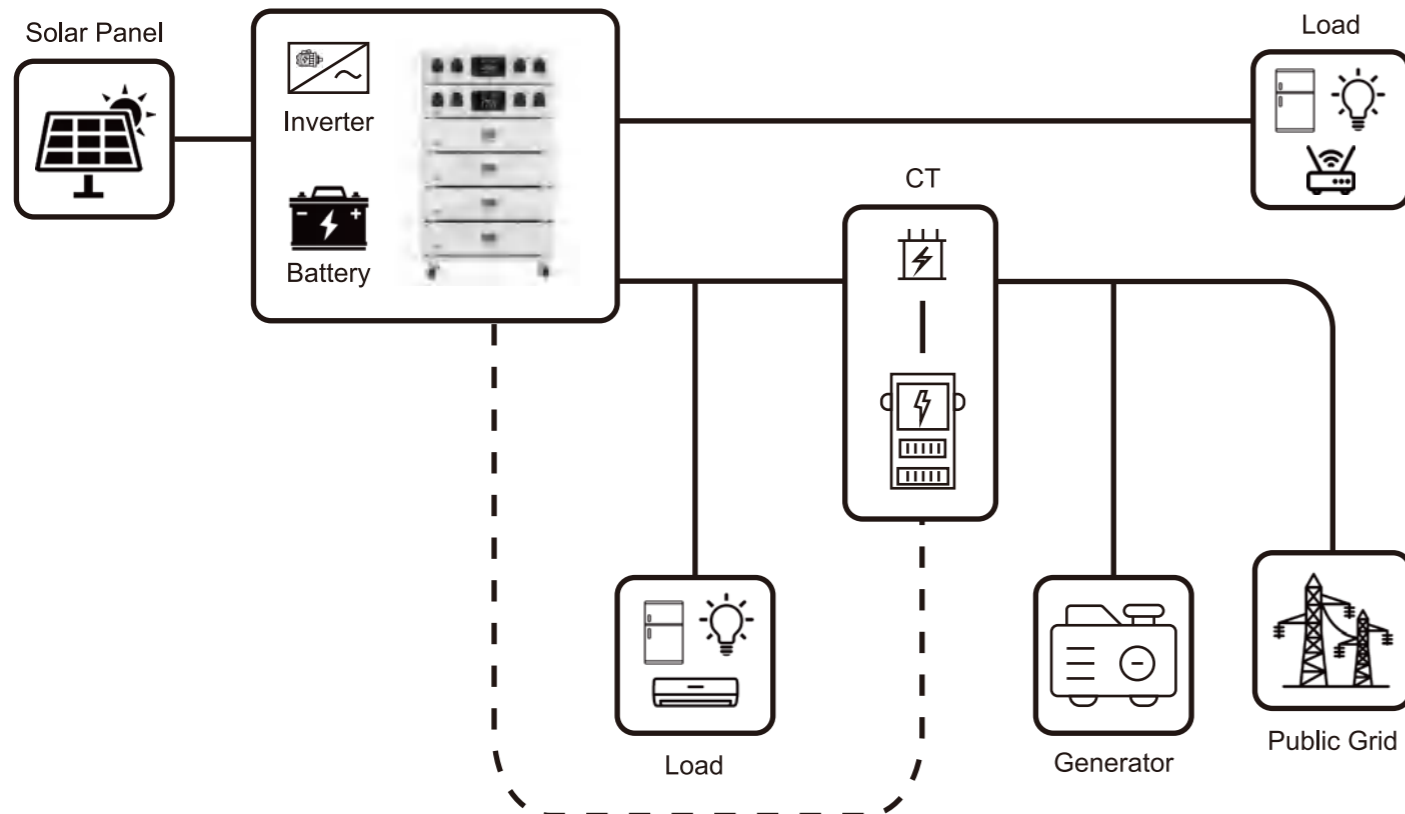 Solar Panel
Load
Inverter
CT
Battery
Load
Generator
Public Grid